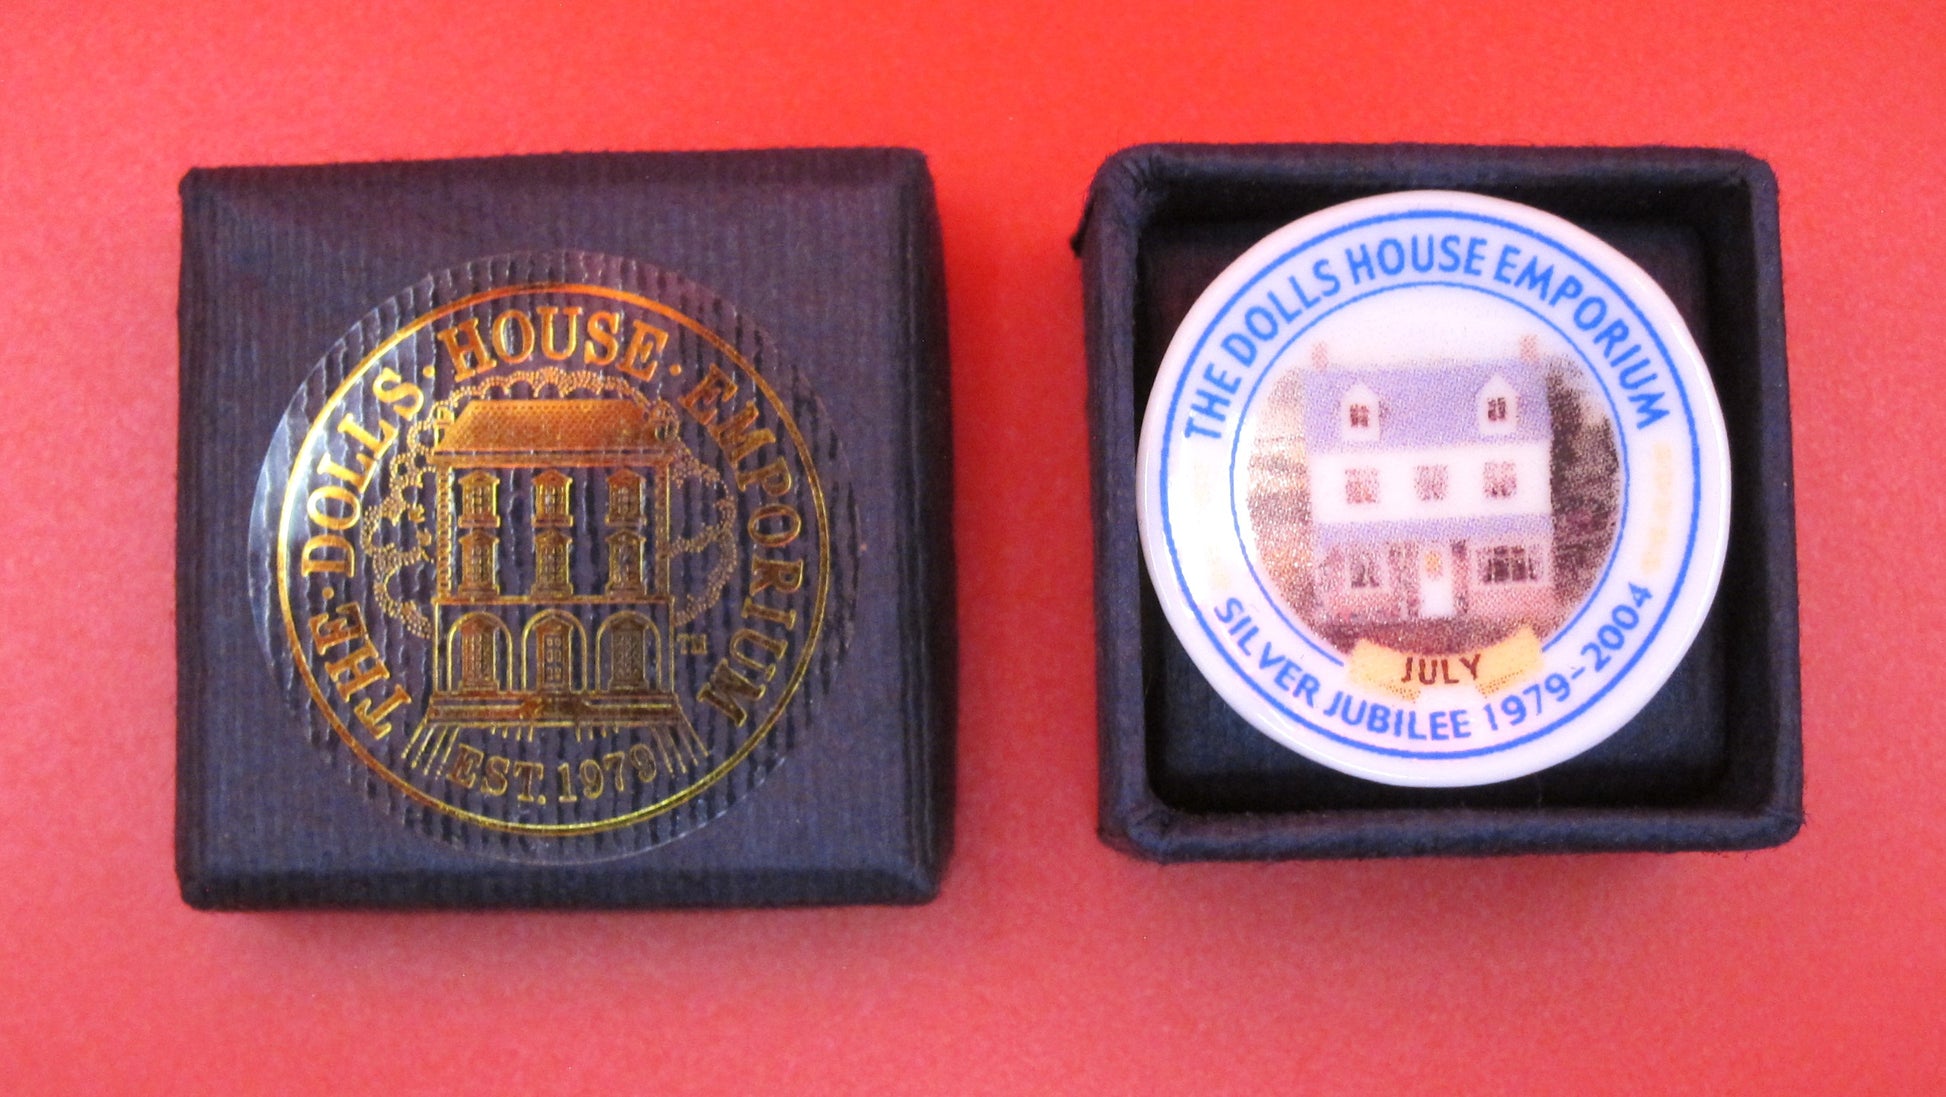 THE · DOLLS · HOUSE · EMPORIUM
TM
EST. 1979
THE DOLLS HOUSE EMPORIUM
JULY
SILVER JUBILEE 1979-2004